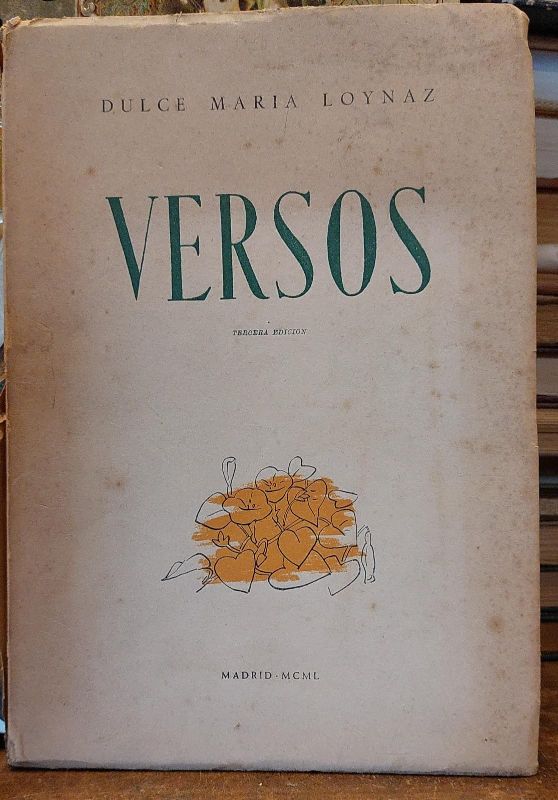 DULCE MARIA LOYNAZ
VERSOS
TERCERA EDICION
MADRID · MCML